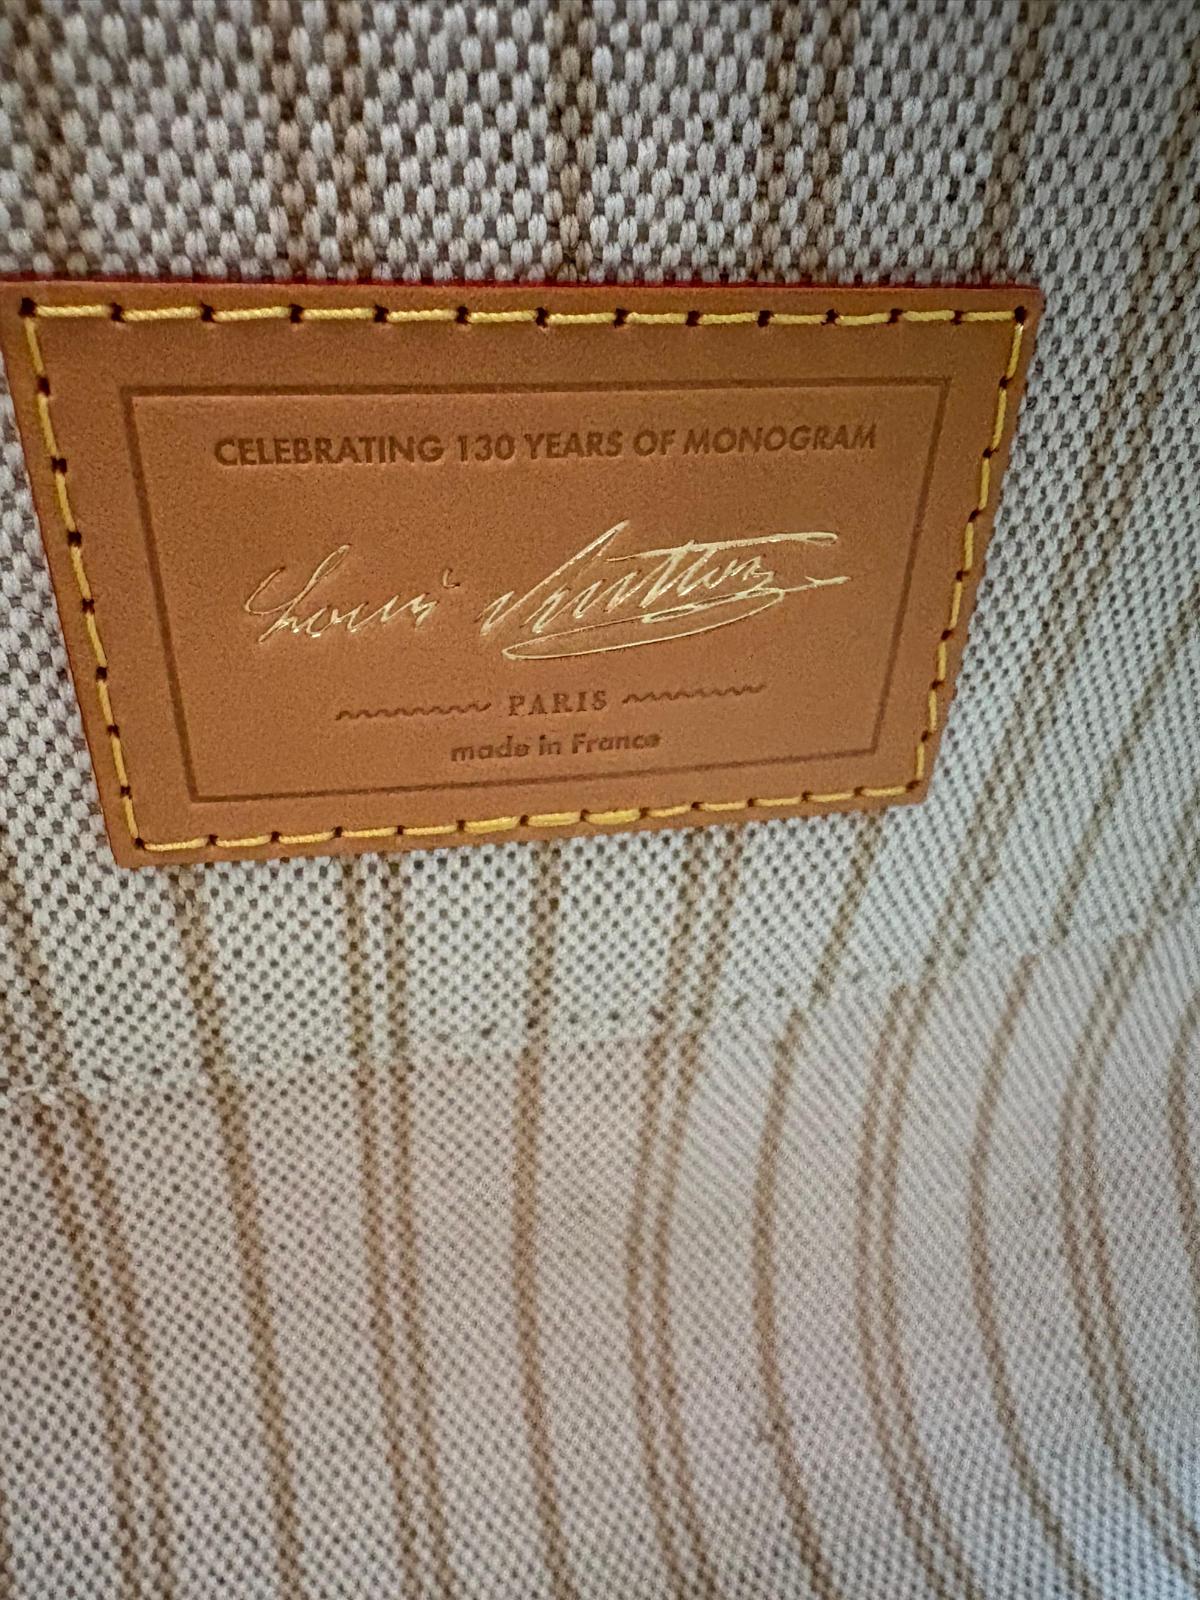 CELEBRATING 130 YEARS OF MONOGRAM
Louis Vuitton
PARIS
made in France